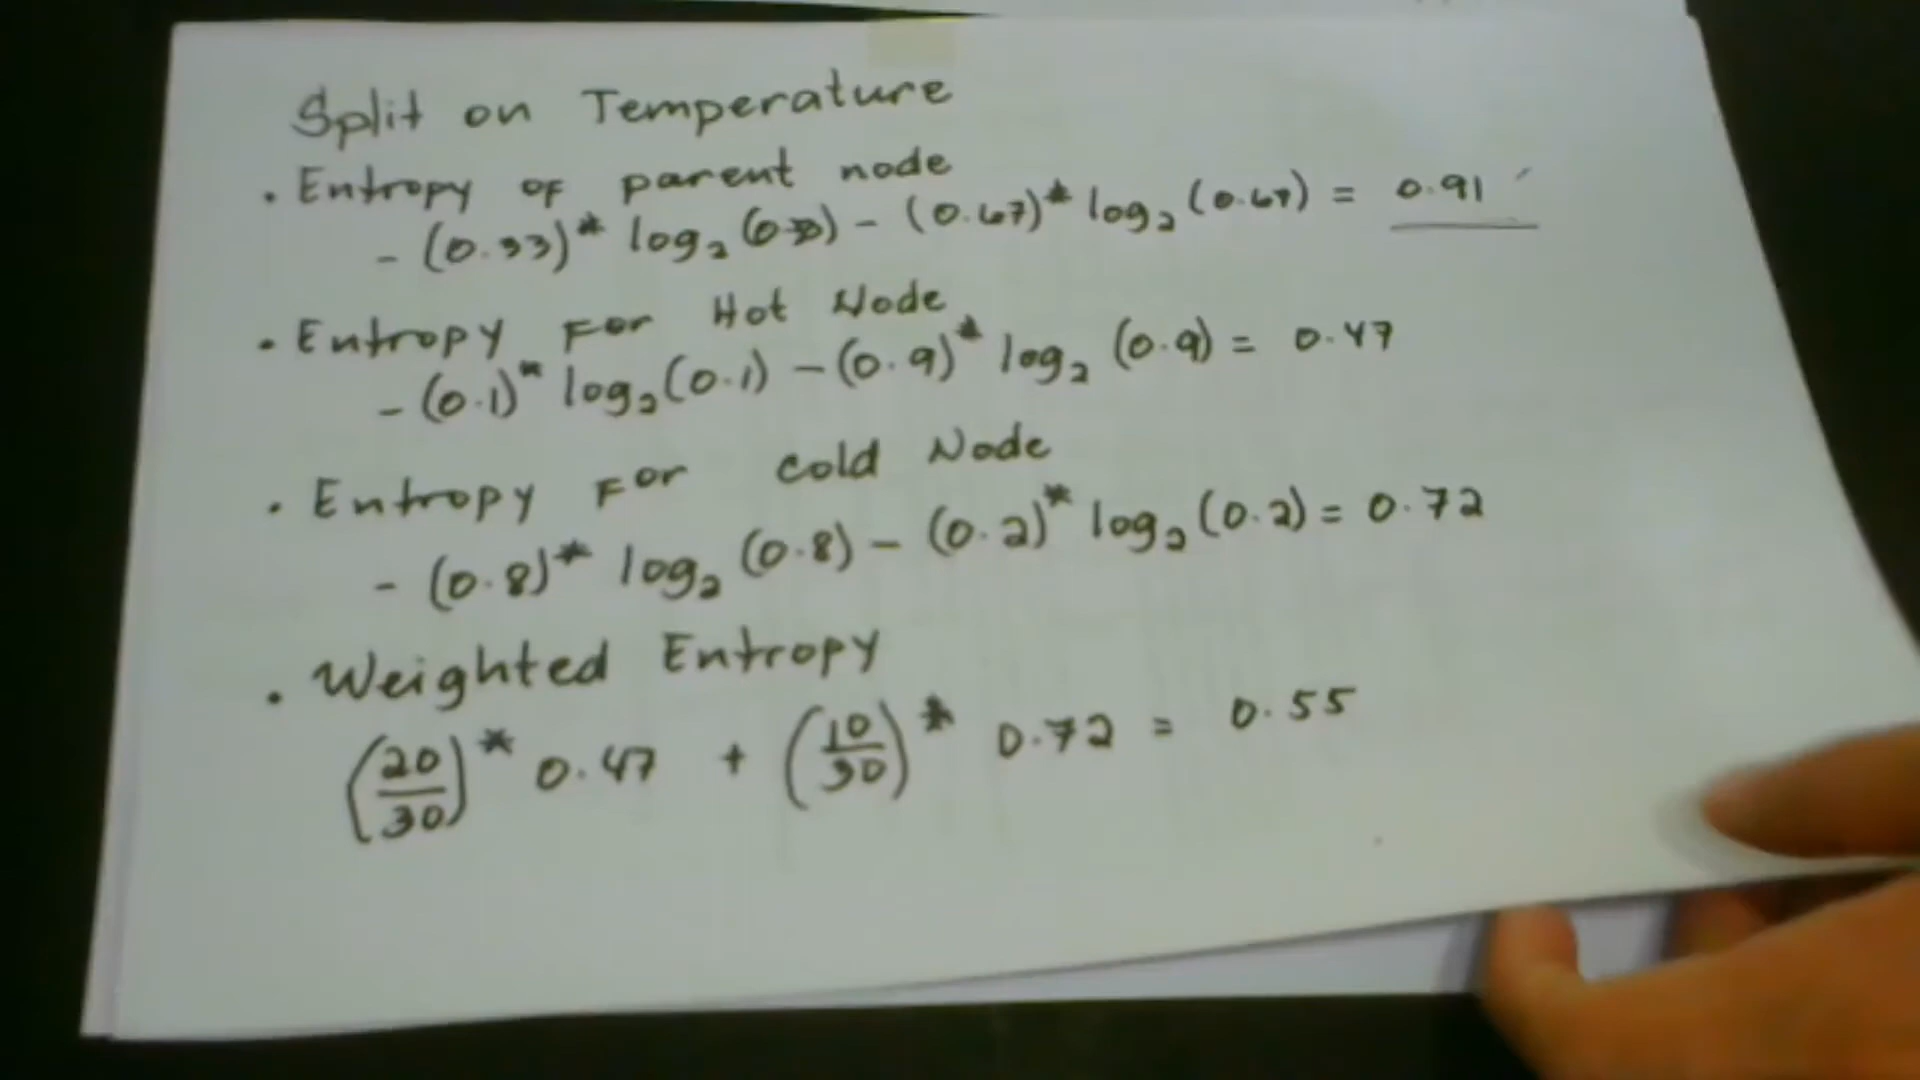 Split on Temperature
• Entropy of parent node
- (0.33)* log₂ (0.33) - (0.67)* log₂ (0.67) = 0.91
• Entropy For Hot Node
- (0.1)* log₂ (0.1) - (0.9)* log₂ (0.9) = 0.47
• Entropy For cold Node
- (0.8)* log₂ (0.8) - (0.2)* log₂ (0.2) = 0.72
• Weighted Entropy
(20/30)* 0.47 + (10/30)* 0.72 = 0.55